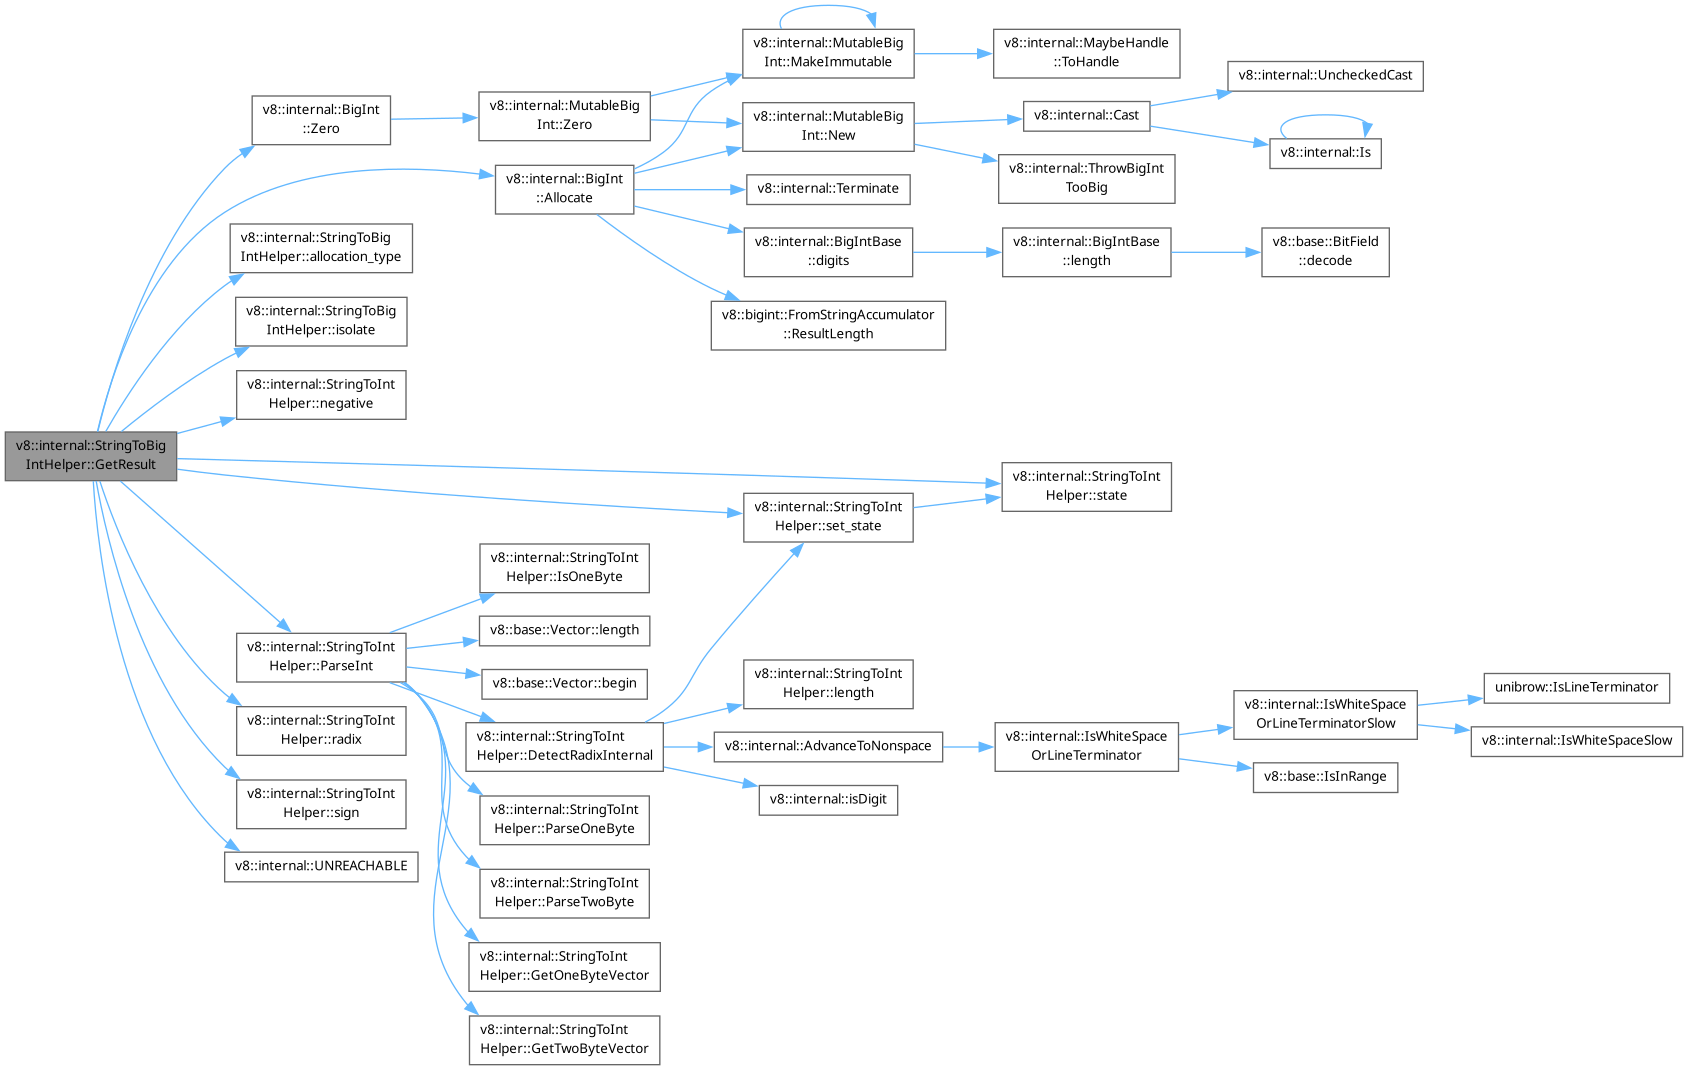 v8::internal::MutableBig
Int::MakeImmutable
v8::internal::MaybeHandle
::ToHandle
v8::internal::UncheckedCast
v8::internal::BigInt
::Zero
v8::internal::MutableBig
Int::Zero
v8::internal::MutableBig
Int::New
v8::internal::Cast
v8::internal::Is
v8::internal::BigInt
::Allocate
v8::internal::Terminate
v8::internal::ThrowBigInt
TooBig
v8::internal::StringToBig
IntHelper::allocation_type
v8::internal::BigIntBase
::digits
v8::internal::BigIntBase
::length
v8::base::BitField
::decode
v8::internal::StringToBig
IntHelper::isolate
v8::bigint::FromStringAccumulator
::ResultLength
v8::internal::StringToInt
Helper::negative
v8::internal::StringToBig
IntHelper::GetResult
v8::internal::StringToInt
Helper::set_state
v8::internal::StringToInt
Helper::state
v8::internal::StringToInt
Helper::IsOneByte
v8::base::Vector::length
v8::internal::StringToInt
Helper::ParseInt
v8::base::Vector::begin
v8::internal::StringToInt
Helper::length
v8::internal::StringToInt
Helper::radix
v8::internal::StringToInt
Helper::DetectRadixInternal
v8::internal::AdvanceToNonspace
v8::internal::IsWhiteSpace
OrLineTerminator
v8::internal::IsWhiteSpace
OrLineTerminatorSlow
unibrow::IsLineTerminator
v8::internal::IsWhiteSpaceSlow
v8::base::IsInRange
v8::internal::StringToInt
Helper::sign
v8::internal::isDigit
v8::internal::StringToInt
Helper::ParseOneByte
v8::internal::UNREACHABLE
v8::internal::StringToInt
Helper::ParseTwoByte
v8::internal::StringToInt
Helper::GetOneByteVector
v8::internal::StringToInt
Helper::GetTwoByteVector